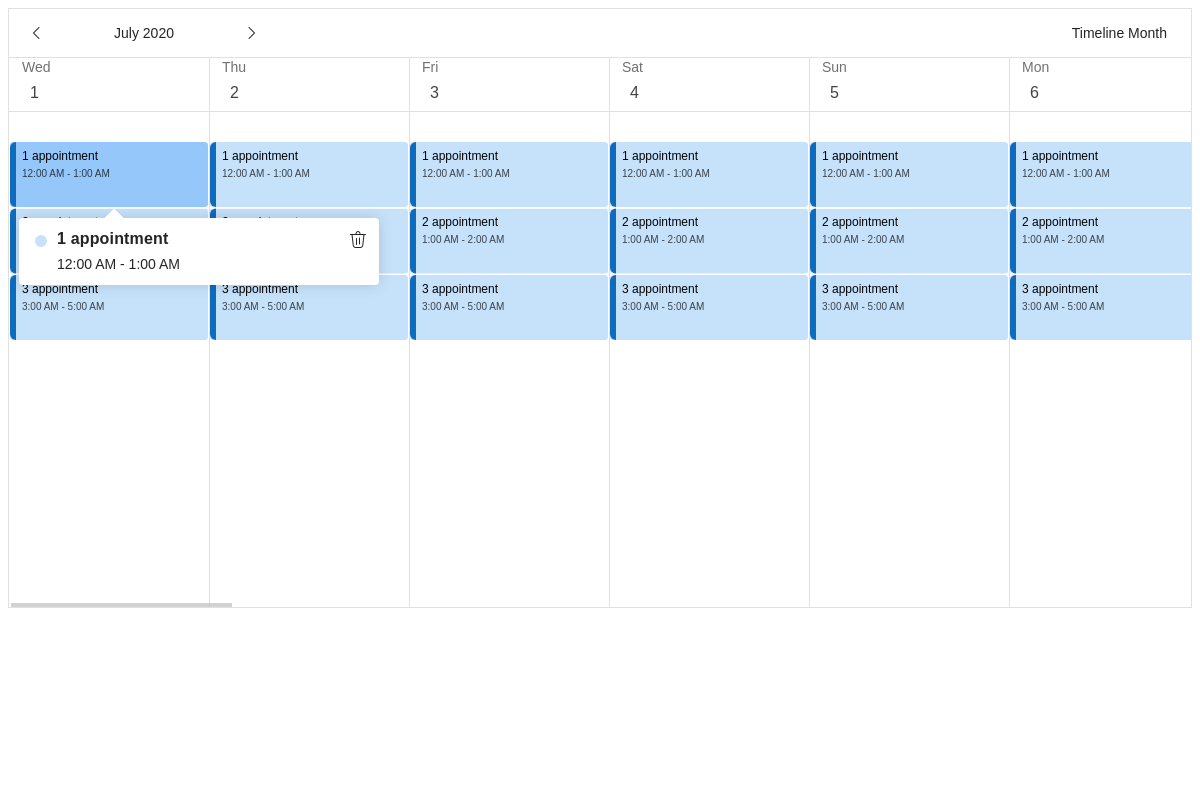 July 2020
Timeline Month
Wed Thu Fri Sat Sun Mon
1 2 3 4 5 6
1 appointment 1 appointment 1 appointment 1 appointment 1 appointment 1 appointment
12:00 AM - 1:00 AM 12:00 AM - 1:00 AM 12:00 AM - 1:00 AM 12:00 AM - 1:00 AM 12:00 AM - 1:00 AM 12:00 AM - 1:00 AM
2 appointment 2 appointment 2 appointment 2 appointment
1:00 AM - 2:00 AM 1:00 AM - 2:00 AM 1:00 AM - 2:00 AM 1:00 AM - 2:00 AM
1 appointment
12:00 AM - 1:00 AM
3 appointment 3 appointment 3 appointment 3 appointment 3 appointment 3 appointment
3:00 AM - 5:00 AM 3:00 AM - 5:00 AM 3:00 AM - 5:00 AM 3:00 AM - 5:00 AM 3:00 AM - 5:00 AM 3:00 AM - 5:00 AM